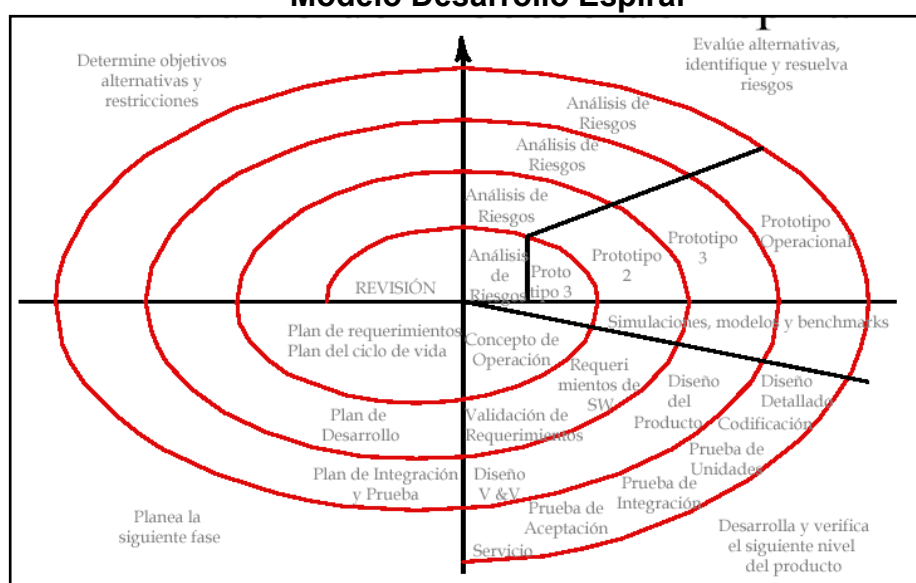 Modelo Desarrollo Espiral
Determine objetivos
alternativas y
restricciones
Evalúe alternativas,
identifique y resuelva
riesgos
Análisis de
Riesgos
Análisis de
Riesgos
Análisis de
Riesgos
Análisis
de
Riesgos
Proto
tipo 3
Prototipo
2
Prototipo
3
Prototipo
Operacional
REVISIÓN
Simulaciones, modelos y benchmarks
Plan de requerimientos
Plan del ciclo de vida
Concepto de
Operación
Requeri
mientos de
SW
Diseño
del
Producto
Diseño
Detallado
Plan de
Desarrollo
Validación de
Requerimientos
Codificación
Prueba de
Unidades
Plan de Integración
y Prueba
Diseño
V &V
Prueba de
Integración
Prueba de
Aceptación
Servicio
Planea la
siguiente fase
Desarrolla y verifica
el siguiente nivel
del producto